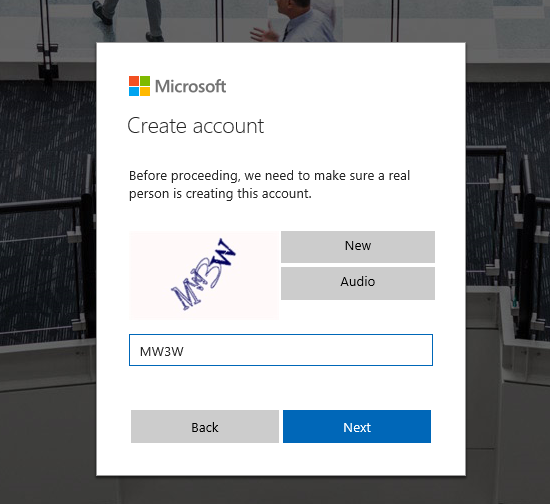 Microsoft
Create account
Before proceeding, we need to make sure a real
person is creating this account.
New
Audio
MW3W
MW3W
Back
Next